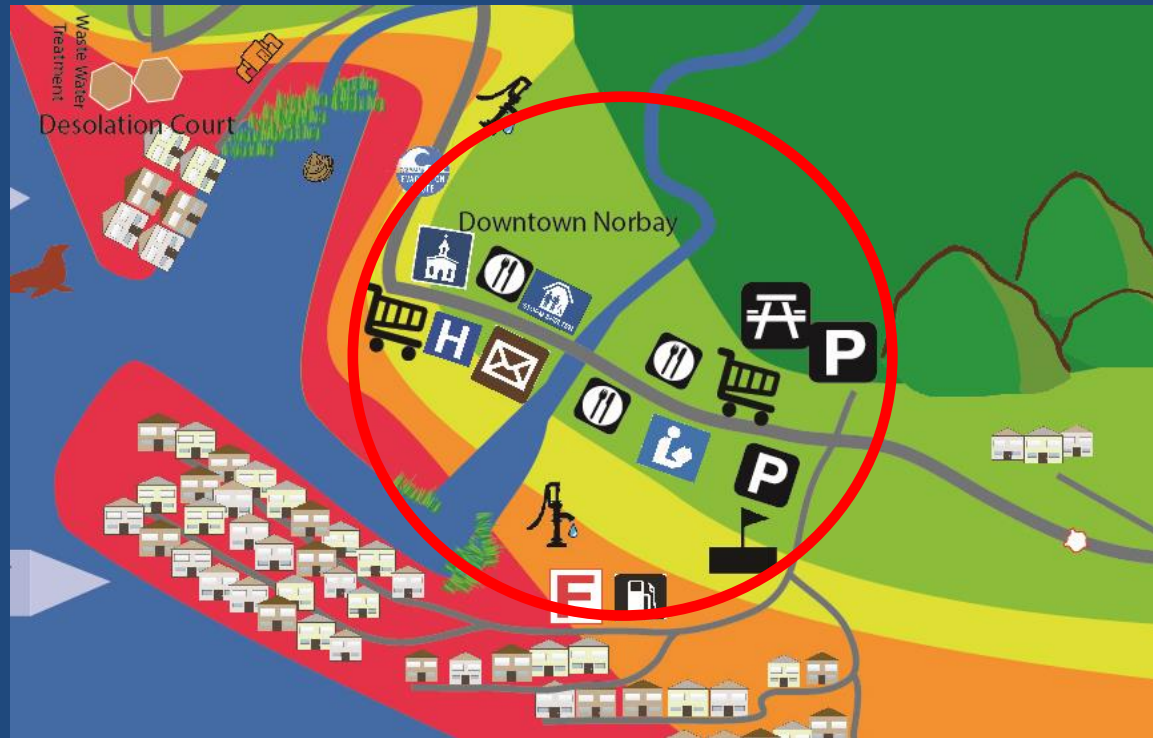 Waste Water
Treatment
Desolation Court
Downtown Norbay
H
P
P
F